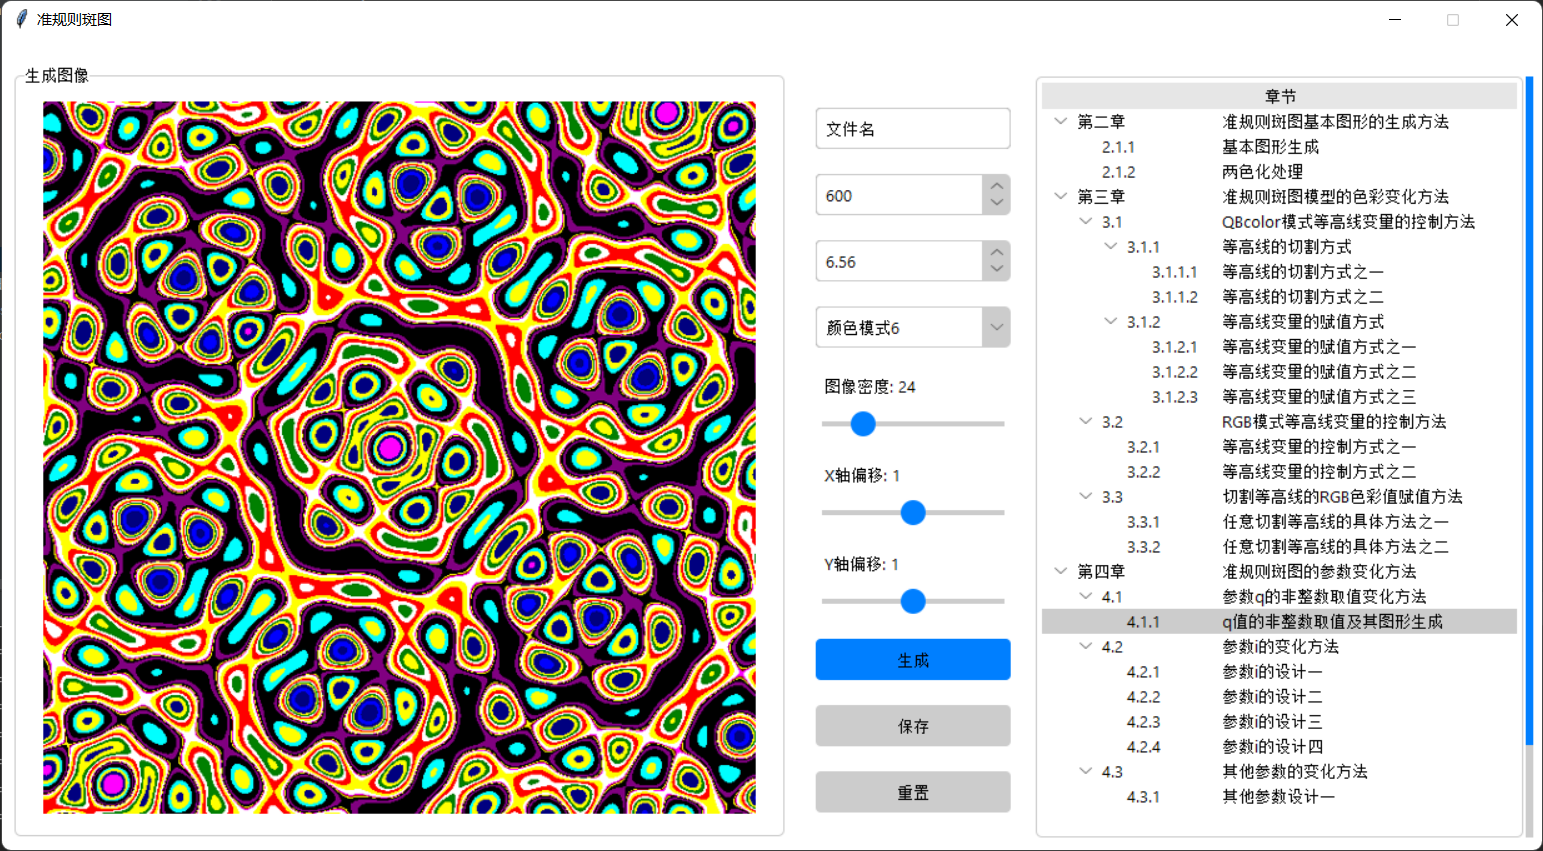 准规则斑图
生成图像
文件名
600
6.56
颜色模式6
图像密度: 24
X轴偏移: 1
Y轴偏移: 1
生成
保存
重置
章节
第二章 准规则斑图基本图形的生成方法
2.1.1 基本图形生成
2.1.2 两色化处理
第三章 准规则斑图模型的色彩变化方法
3.1 QBcolor模式等高线变量的控制方法
3.1.1 等高线的切割方式
3.1.1.1 等高线的切割方式之一
3.1.1.2 等高线的切割方式之二
3.1.2 等高线变量的赋值方式
3.1.2.1 等高线变量的赋值方式之一
3.1.2.2 等高线变量的赋值方式之二
3.1.2.3 等高线变量的赋值方式之三
3.2 RGB模式等高线变量的控制方法
3.2.1 等高线变量的控制方式之一
3.2.2 等高线变量的控制方式之二
3.3 切割等高线的RGB色彩值赋值方法
3.3.1 任意切割等高线的具体方法之一
3.3.2 任意切割等高线的具体方法之二
第四章 准规则斑图的参数变化方法
4.1 参数q的非整数取值变化方法
4.1.1 q值的非整数取值及其图形生成
4.2 参数i的变化方法
4.2.1 参数i的设计一
4.2.2 参数i的设计二
4.2.3 参数i的设计三
4.2.4 参数i的设计四
4.3 其他参数的变化方法
4.3.1 其他参数设计一